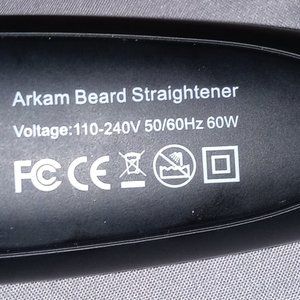 Arkam Beard Straightener
Voltage:110-240V 50/60Hz 60W
FC CE